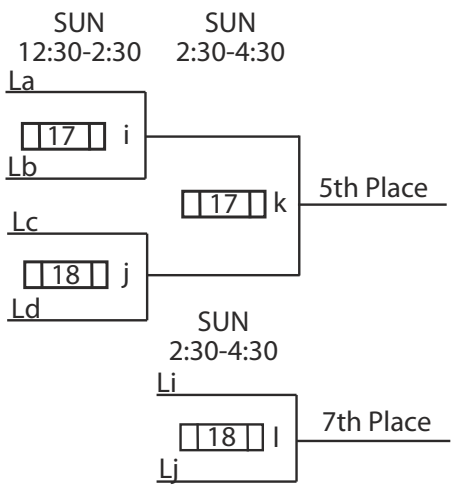 SUN
12:30-2:30
SUN
2:30-4:30
La
17 i
Lb
17 k
5th Place
Lc
18 j
Ld
SUN
2:30-4:30
Li
18 l
7th Place
Lj